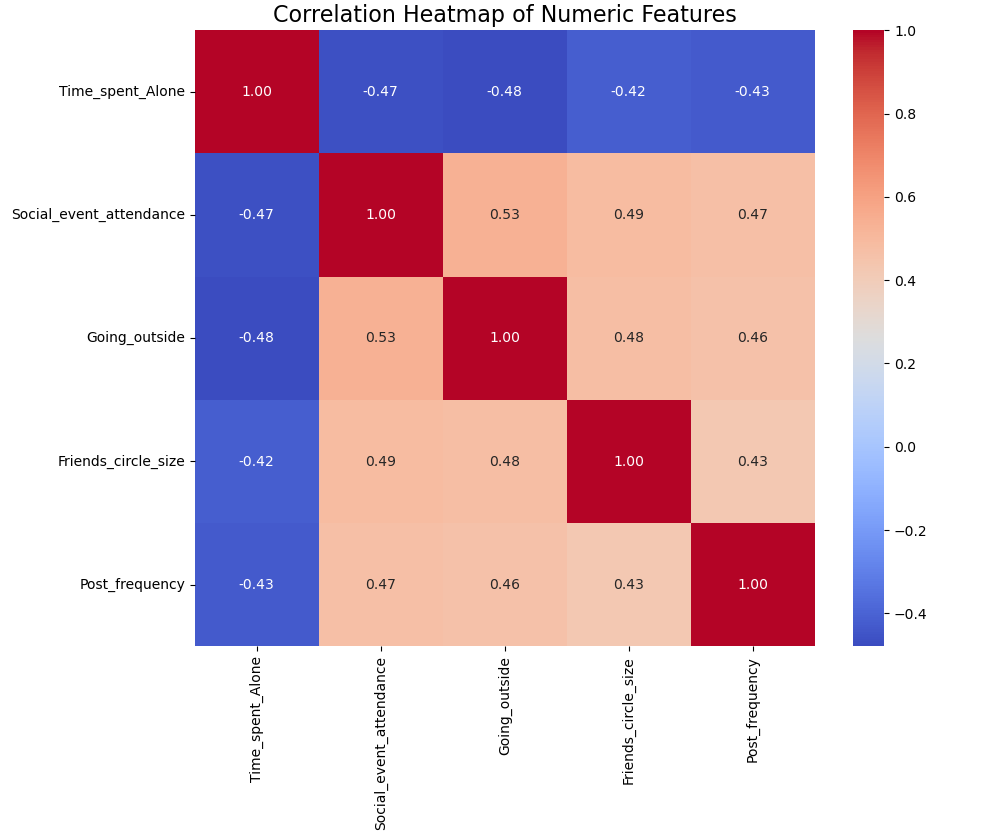 Correlation Heatmap of Numeric Features
Time_spent_Alone 1.00 -0.47 -0.48 -0.42 -0.43
Social_event_attendance -0.47 1.00 0.53 0.49 0.47
Going_outside -0.48 0.53 1.00 0.48 0.46
Friends_circle_size -0.42 0.49 0.48 1.00 0.43
Post_frequency -0.43 0.47 0.46 0.43 1.00
Time_spent_Alone
Social_event_attendance
Going_outside
Friends_circle_size
Post_frequency
1.0
0.8
0.6
0.4
0.2
0.0
−0.2
−0.4